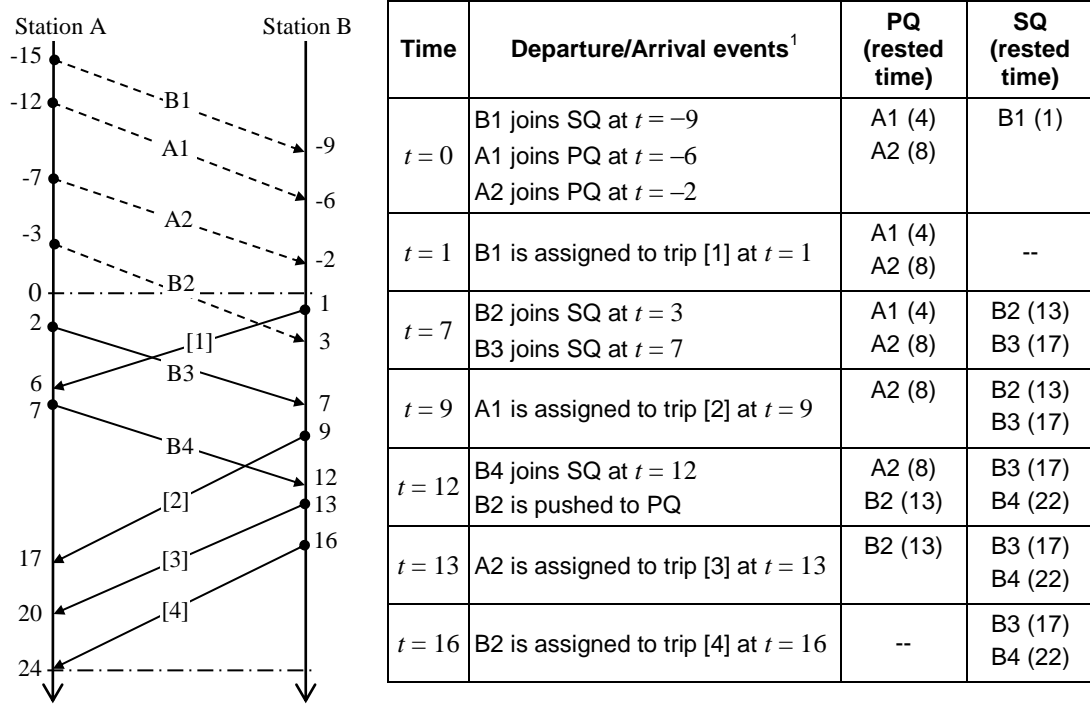 Station A
Station B
-15
B1
-12
-9
A1
-7
-6
A2
-3
-2
B2
0
1
2
[1]
3
B3
6
7
7
9
B4
12
[2]
13
16
17
[3]
20
[4]
24
Time Departure/Arrival events¹ PQ (rested time) SQ (rested time)
t = 0
B1 joins SQ at t = −9
A1 joins PQ at t = −6
A2 joins PQ at t = −2
A1 (4)
A2 (8)
B1 (1)
t = 1
B1 is assigned to trip [1] at t = 1
A1 (4)
A2 (8)
--
t = 7
B2 joins SQ at t = 3
B3 joins SQ at t = 7
A1 (4)
A2 (8)
B2 (13)
B3 (17)
t = 9
A1 is assigned to trip [2] at t = 9
A2 (8)
B2 (13)
B3 (17)
t = 12
B4 joins SQ at t = 12
B2 is pushed to PQ
A2 (8)
B2 (13)
B3 (17)
B4 (22)
t = 13
A2 is assigned to trip [3] at t = 13
B2 (13)
B3 (17)
B4 (22)
t = 16
B2 is assigned to trip [4] at t = 16
--
B3 (17)
B4 (22)